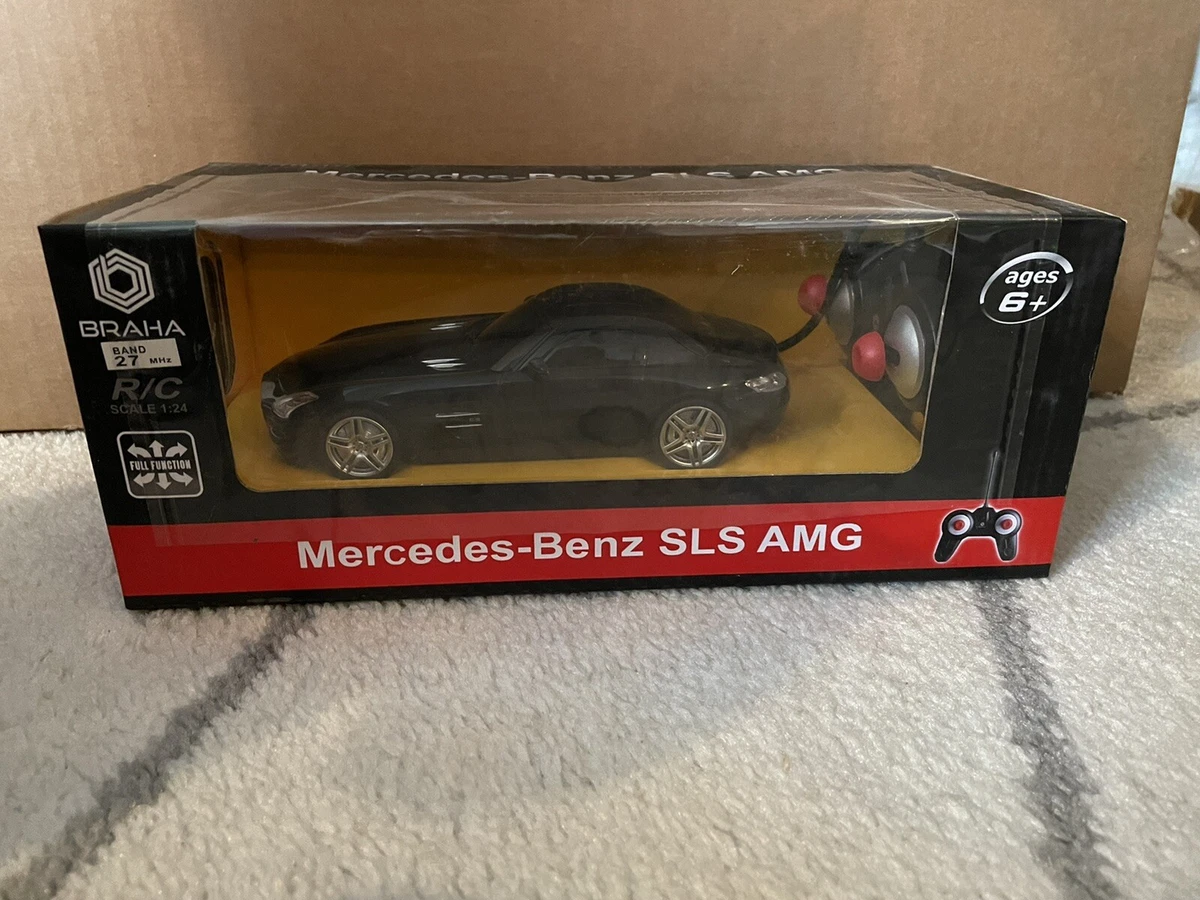 Mercedes-Benz SLS AMG
BRAHA
BAND
27 MHz
R/C
SCALE 1:24
FULL FUNCTION
ages
6+
Mercedes-Benz SLS AMG